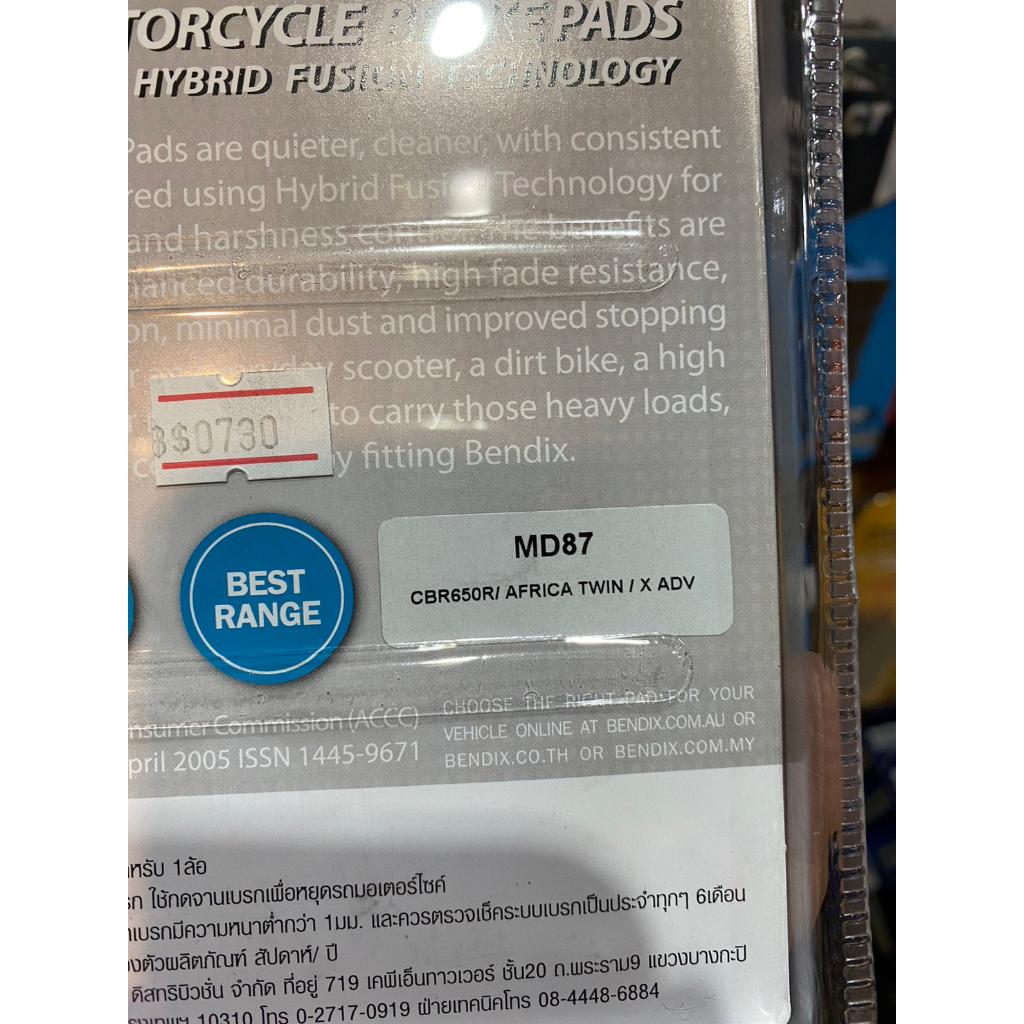 TORCYCLE BRAKE PADS
HYBRID FUSION TECHNOLOGY
Pads are quieter, cleaner, with consistent
red using Hybrid Fusion Technology for
and harshness control. The benefits are
hanced durability, high fade resistance,
on, minimal dust and improved stopping
scooter, a dirt bike, a high
to carry those heavy loads,
by fitting Bendix.
B$0730
BEST
RANGE
MD87
CBR650R/ AFRICA TWIN / X ADV
nsumer Commission (ACCC)
pril 2005 ISSN 1445-9671
CHOOSE THE RIGHT PAD FOR YOUR
VEHICLE ONLINE AT BENDIX.COM.AU OR
BENDIX.CO.TH OR BENDIX.COM.MY
หรับ 1ล้อ
ใช้กดจานเบรกเพื่อหยุดรถมอเตอร์ไซค์
เบรกมีความหนาต่ำกว่า 1มม. และควรตรวจเช็คระบบเบรกเป็นประจำทุกๆ 6เดือน
งตัวผลิตภัณฑ์ สัปดาห์/ ปี
ดิสทริบิวชั่น จำกัด ที่อยู่ 719 เคพีเอ็นทาวเวอร์ ชั้น20 ถ.พระราม9 แขวงบางกะปิ
10310 โทร 0-2717-0919 ฝ่ายเทคนิคโทร 08-4448-6884